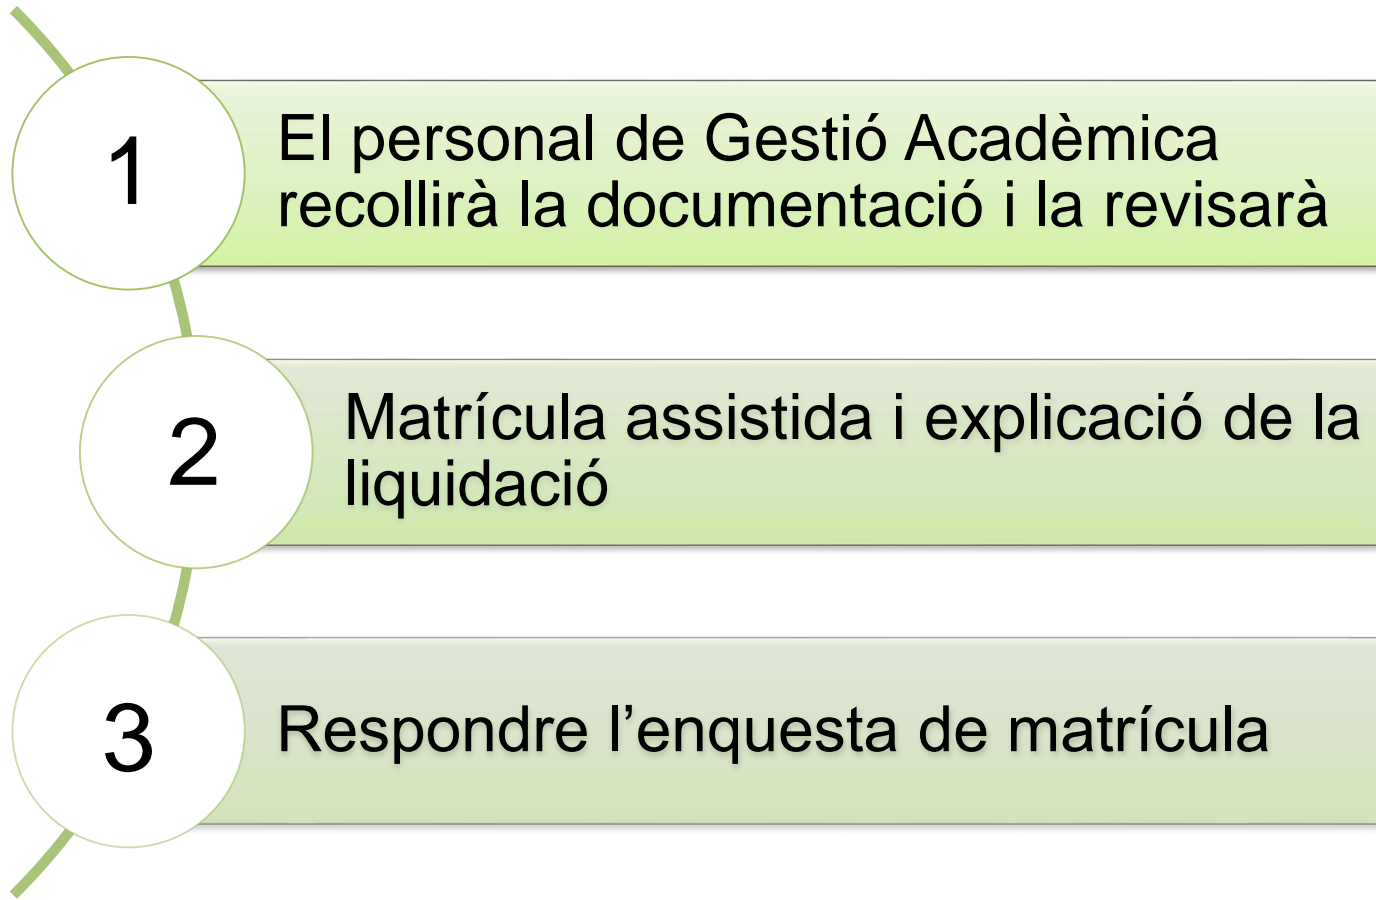 1
El personal de Gestió Acadèmica
recollirà la documentació i la revisarà
2
Matrícula assistida i explicació de la
liquidació
3
Respondre l’enquesta de matrícula